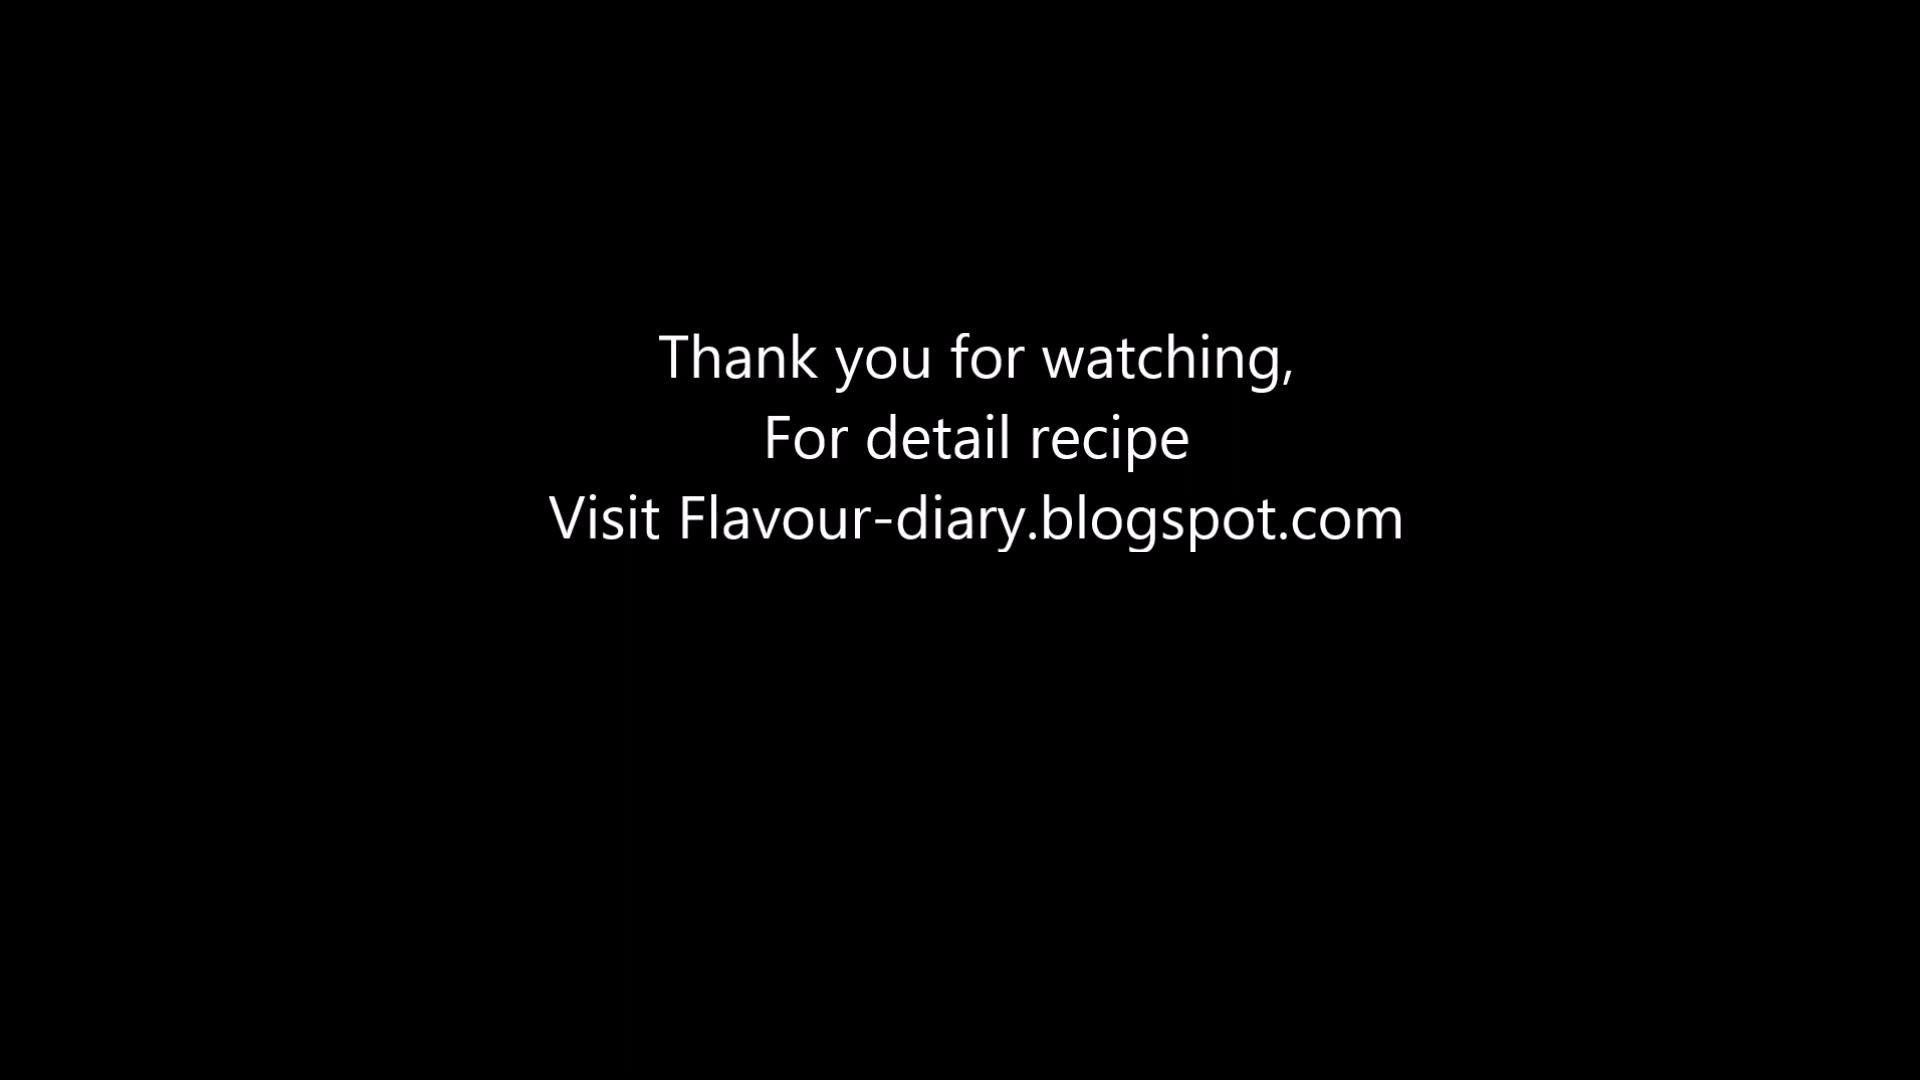 Thank you for watching,
For detail recipe
Visit Flavour-diary.blogspot.com